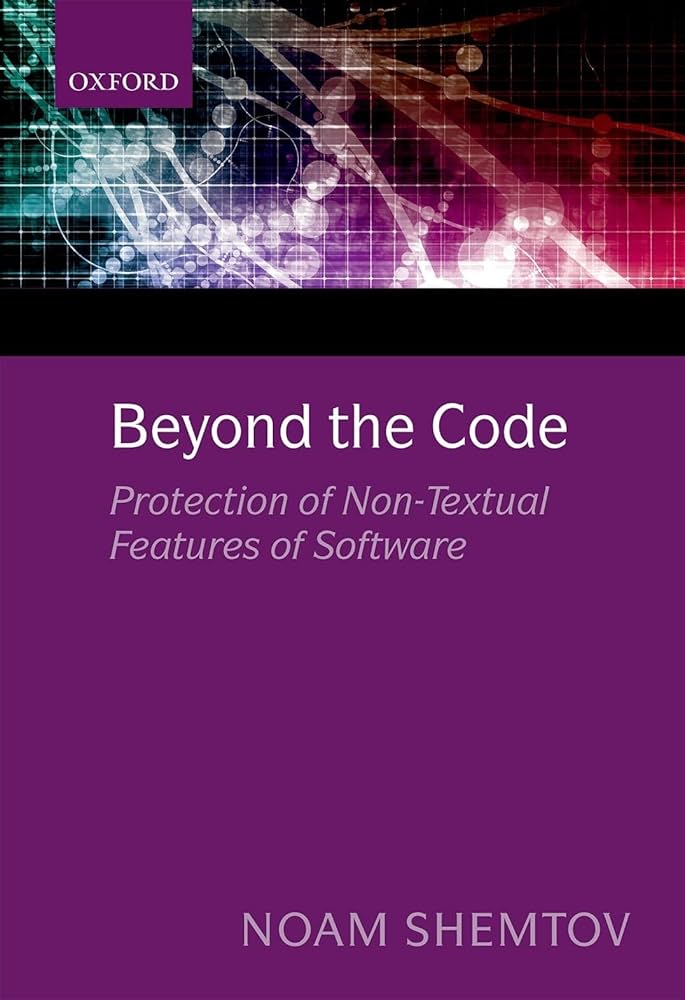 OXFORD
Beyond the Code
Protection of Non-Textual
Features of Software
NOAM SHEMTOV